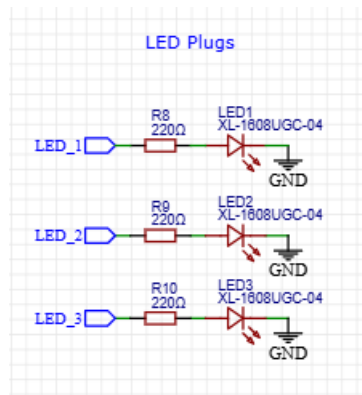 LED Plugs
R8
220Ω
LED1
XL-1608UGC-04
LED_1
GND
R9
220Ω
LED2
XL-1608UGC-04
LED_2
GND
R10
220Ω
LED3
XL-1608UGC-04
LED_3
GND